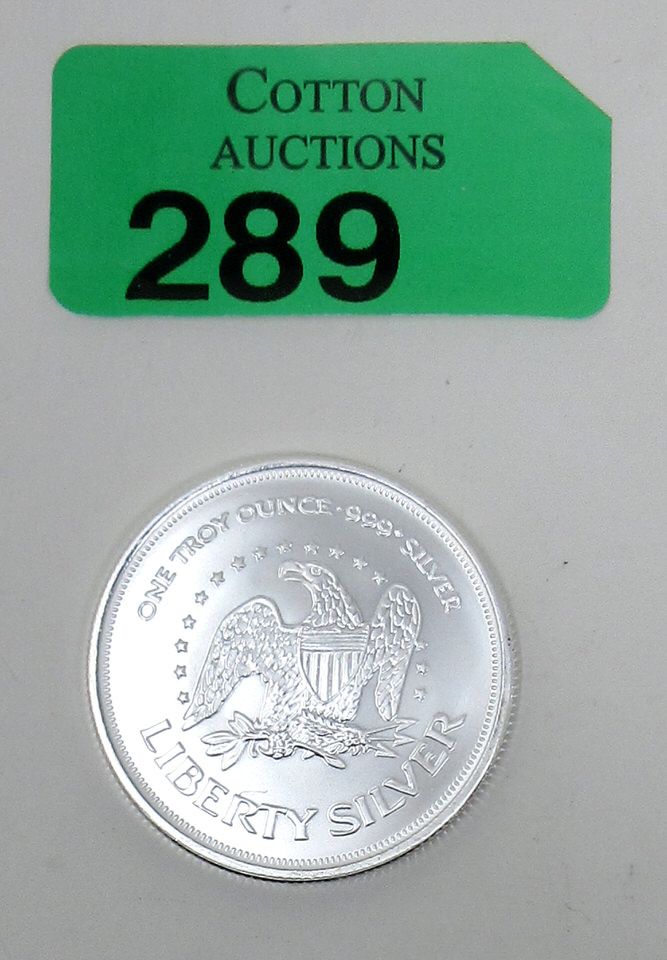 COTTON
AUCTIONS
289
ONE TROY OUNCE · 999 · SILVER
LIBERTY SILVER